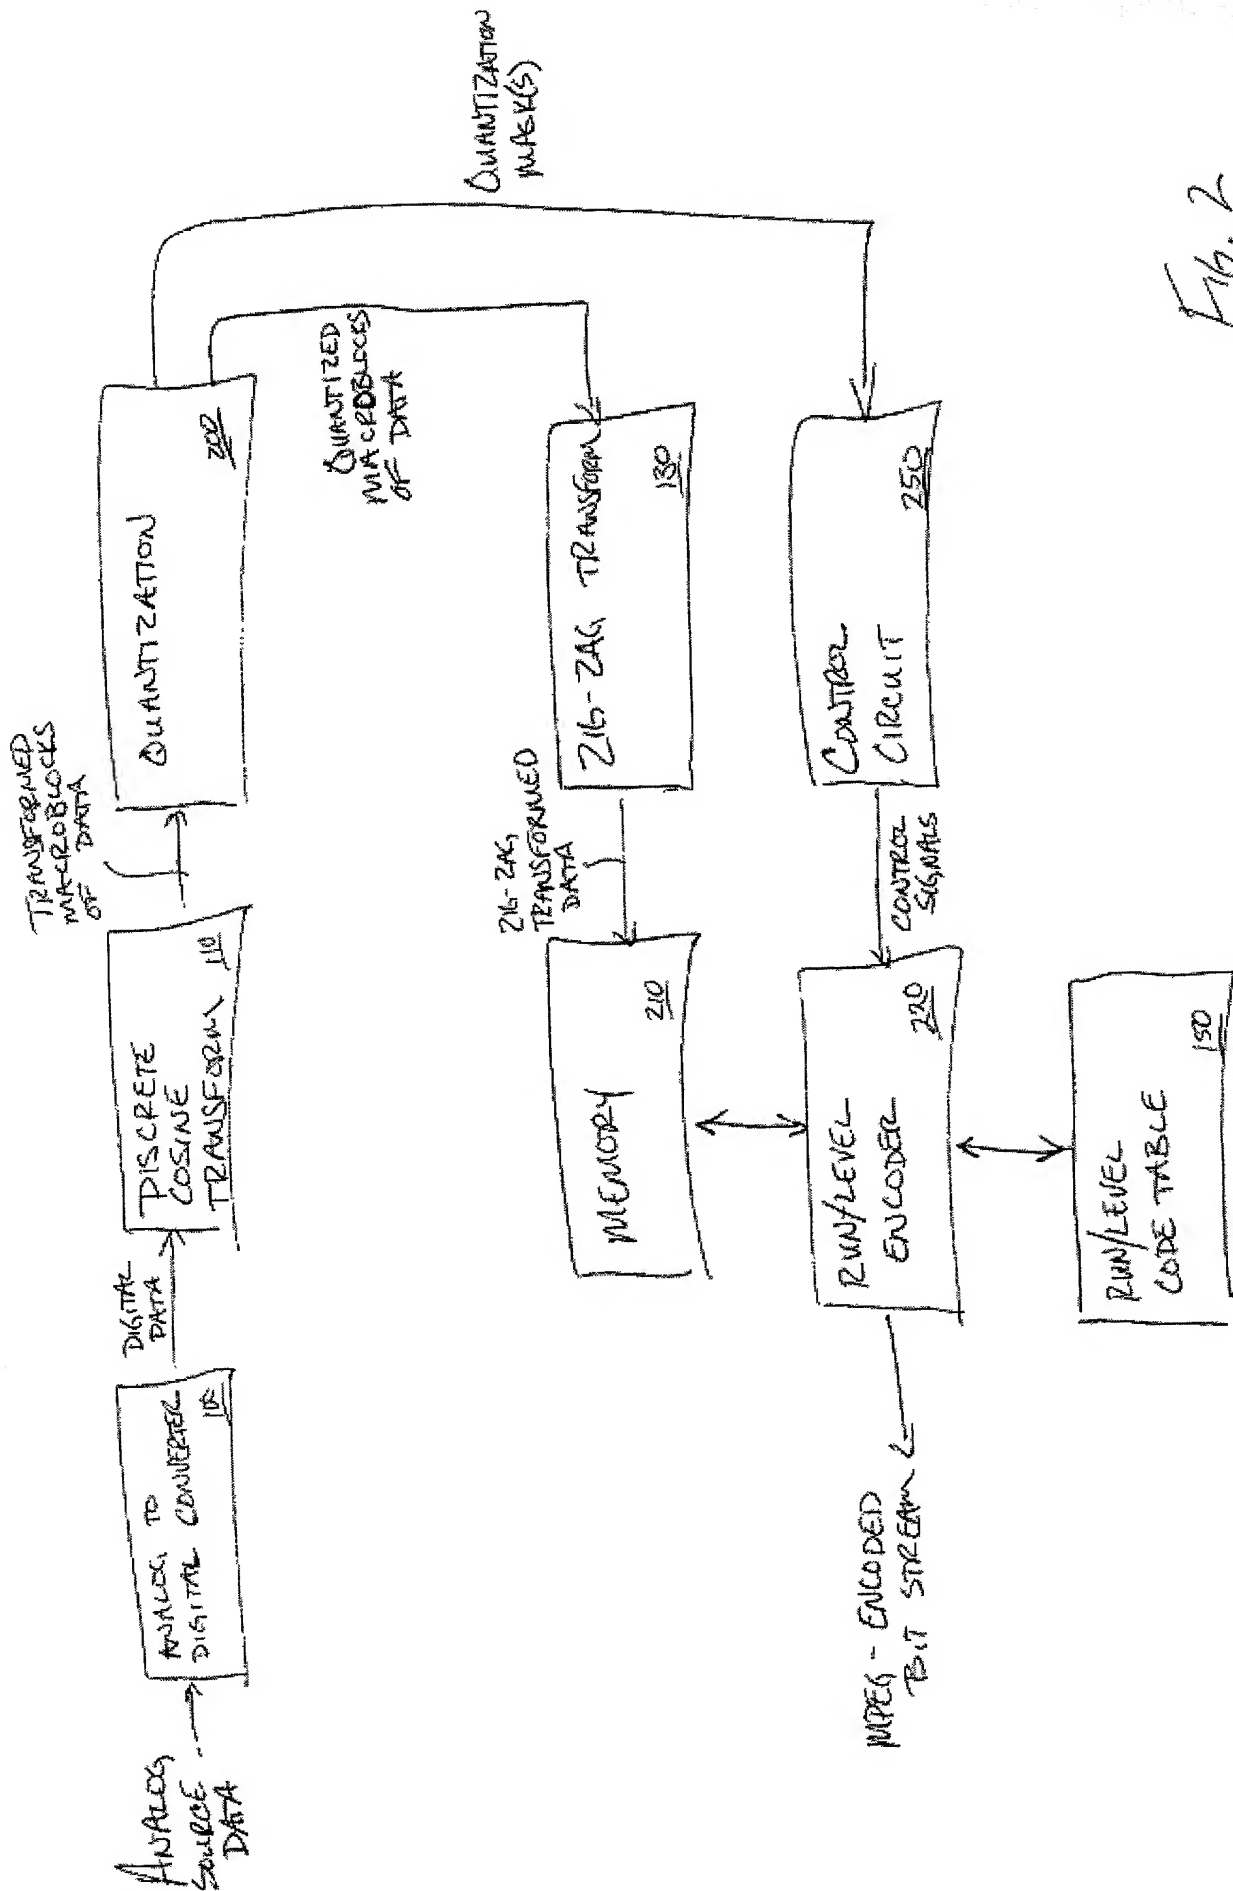 ANALOG
SOURCE
DATA
ANALOG TO
DIGITAL CONVERTER
100
DIGITAL
DATA
DISCRETE
COSINE
TRANSFORM
110
TRANSFORMED
MACROBLOCKS
OF DATA
QUANTIZATION
200
QUANTIZED
MACROBLOCKS
OF DATA
QUANTIZATION
MASK(S)
ZIG-ZAG TRANSFORM
130
ZIG-ZAG
TRANSFORMED
DATA
MEMORY
210
CONTROL
CIRCUIT
250
CONTROL
SIGNALS
RUN/LEVEL
ENCODER
220
MPEG-ENCODED
BIT STREAM
RUN/LEVEL
CODE TABLE
150
FIG. 2